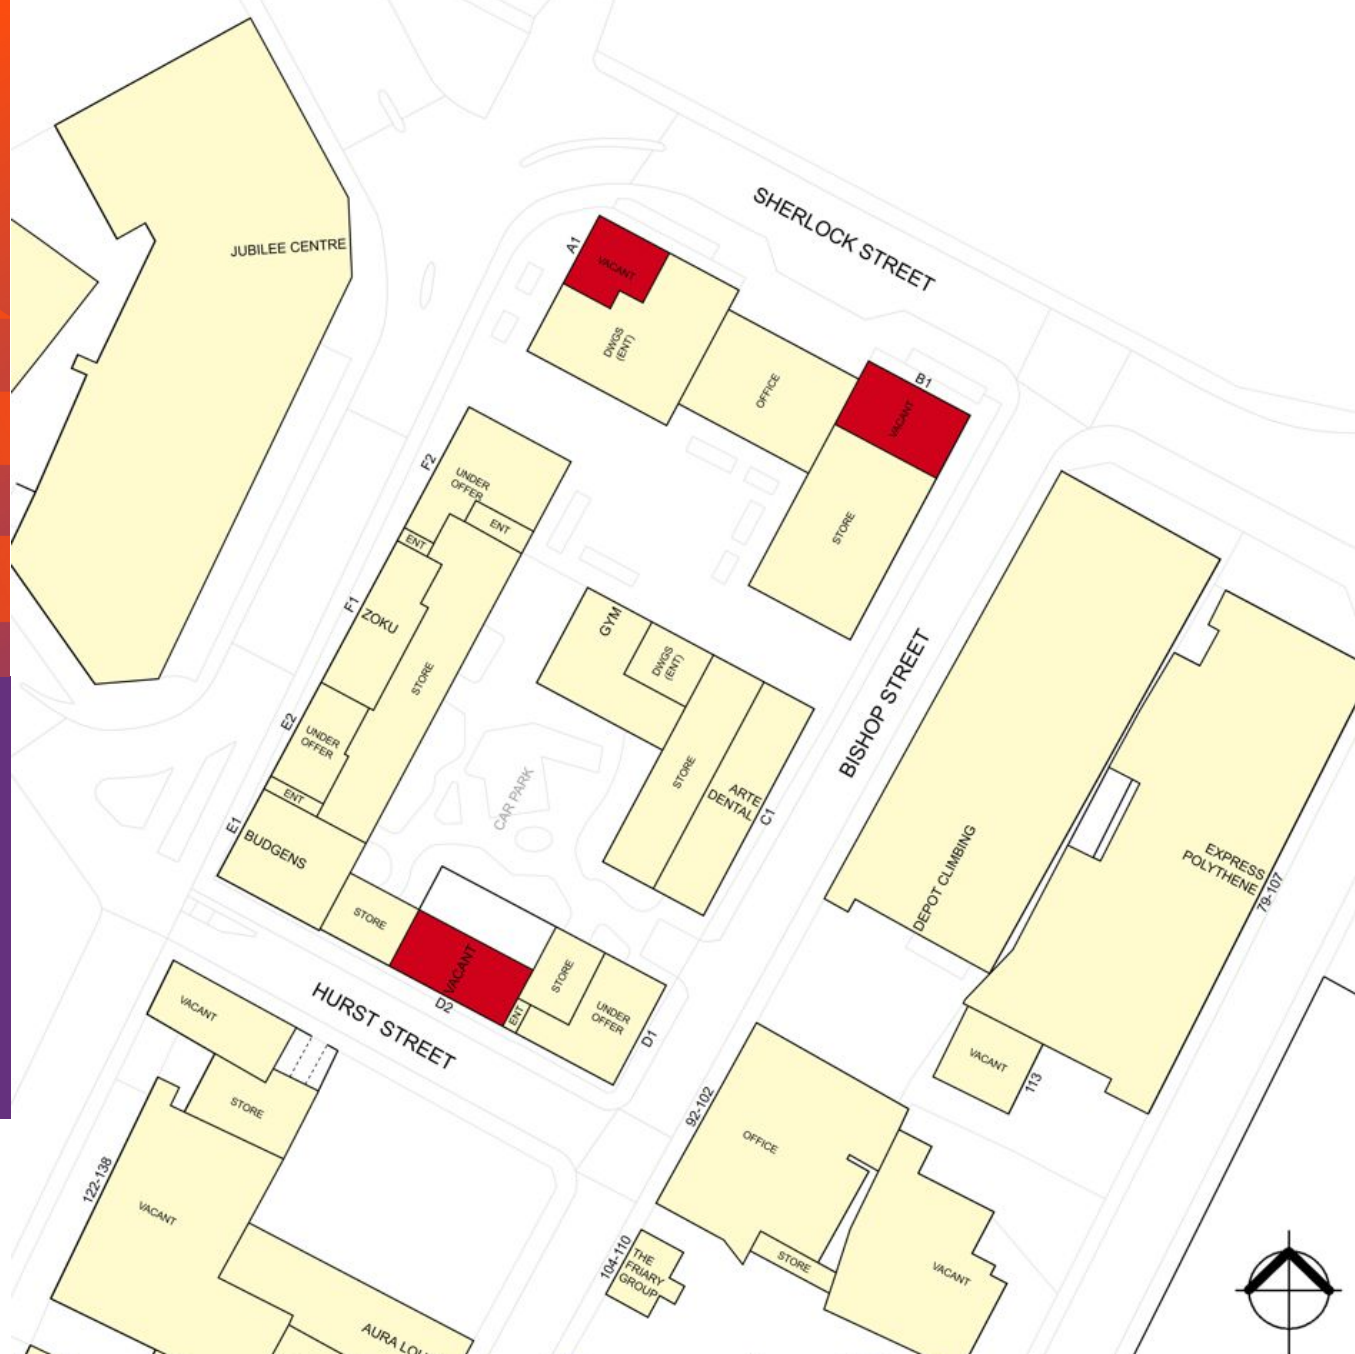 SHERLOCK STREET
A1
VACANT
JUBILEE CENTRE
DWGS
(ENT)
OFFICE
B1
VACANT
F2
UNDER
OFFER
ENT
ENT
STORE
F1
ZOKU
GYM
DWGS
(ENT)
STORE
BISHOP STREET
E2
UNDER
OFFER
STORE
ARTE
DENTAL
C1
CAR PARK
ENT
E1
BUDGENS
DEPOT CLIMBING
EXPRESS
POLYTHENE
79-107
STORE
VACANT
D2
STORE
ENT
UNDER
OFFER
D1
HURST STREET
VACANT
STORE
VACANT
113
92-102
OFFICE
122-138
VACANT
104-110
THE
FRIARY
GROUP
STORE
VACANT